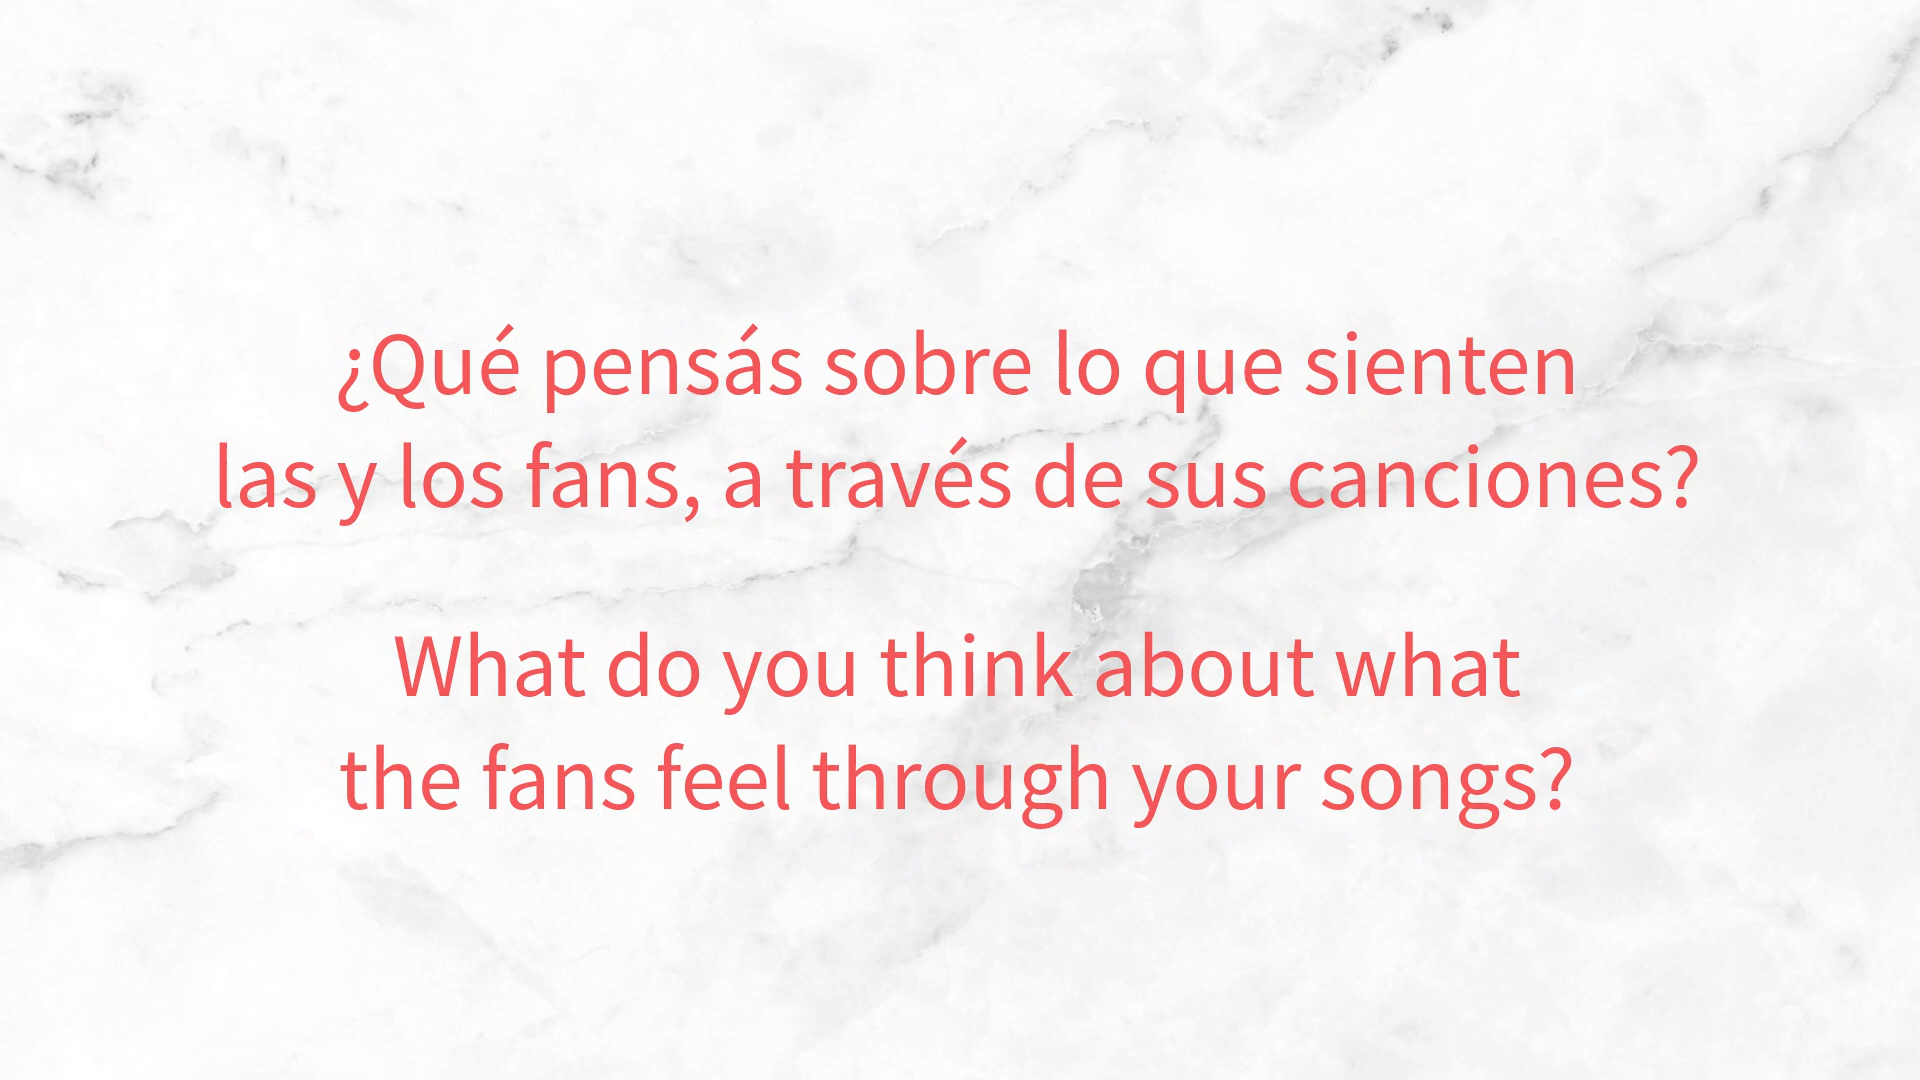 ¿Qué pensás sobre lo que sienten
las y los fans, a través de sus canciones?
What do you think about what
the fans feel through your songs?